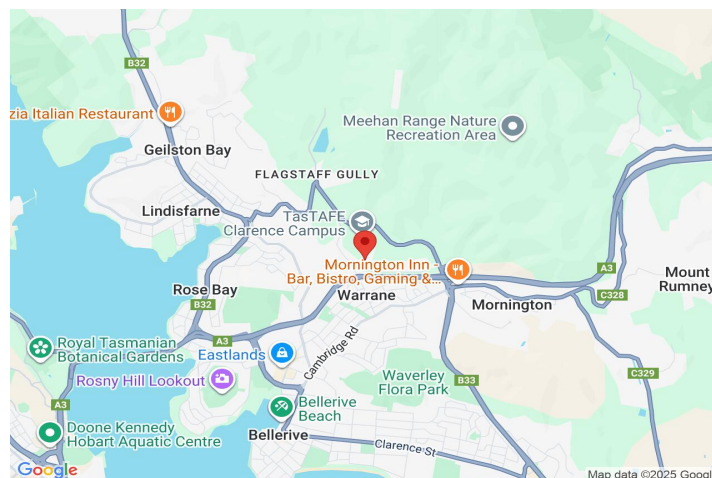 B32
zia Italian Restaurant
Geilston Bay
Meehan Range Nature
Recreation Area
FLAGSTAFF GULLY
Lindisfarne
TasTAFE
Clarence Campus
Mornington Inn -
Bar, Bistro, Gaming &...
A3
Mount
Rumney
Rose Bay
B32
Warrane
Mornington
C328
A3
Royal Tasmanian
Botanical Gardens
Eastlands
Cambridge Rd
Rosny Hill Lookout
Waverley
Flora Park
B33
C329
A3
Bellerive
Beach
Doone Kennedy
Hobart Aquatic Centre
Bellerive
Clarence St
Google
Map data ©2025 Googl